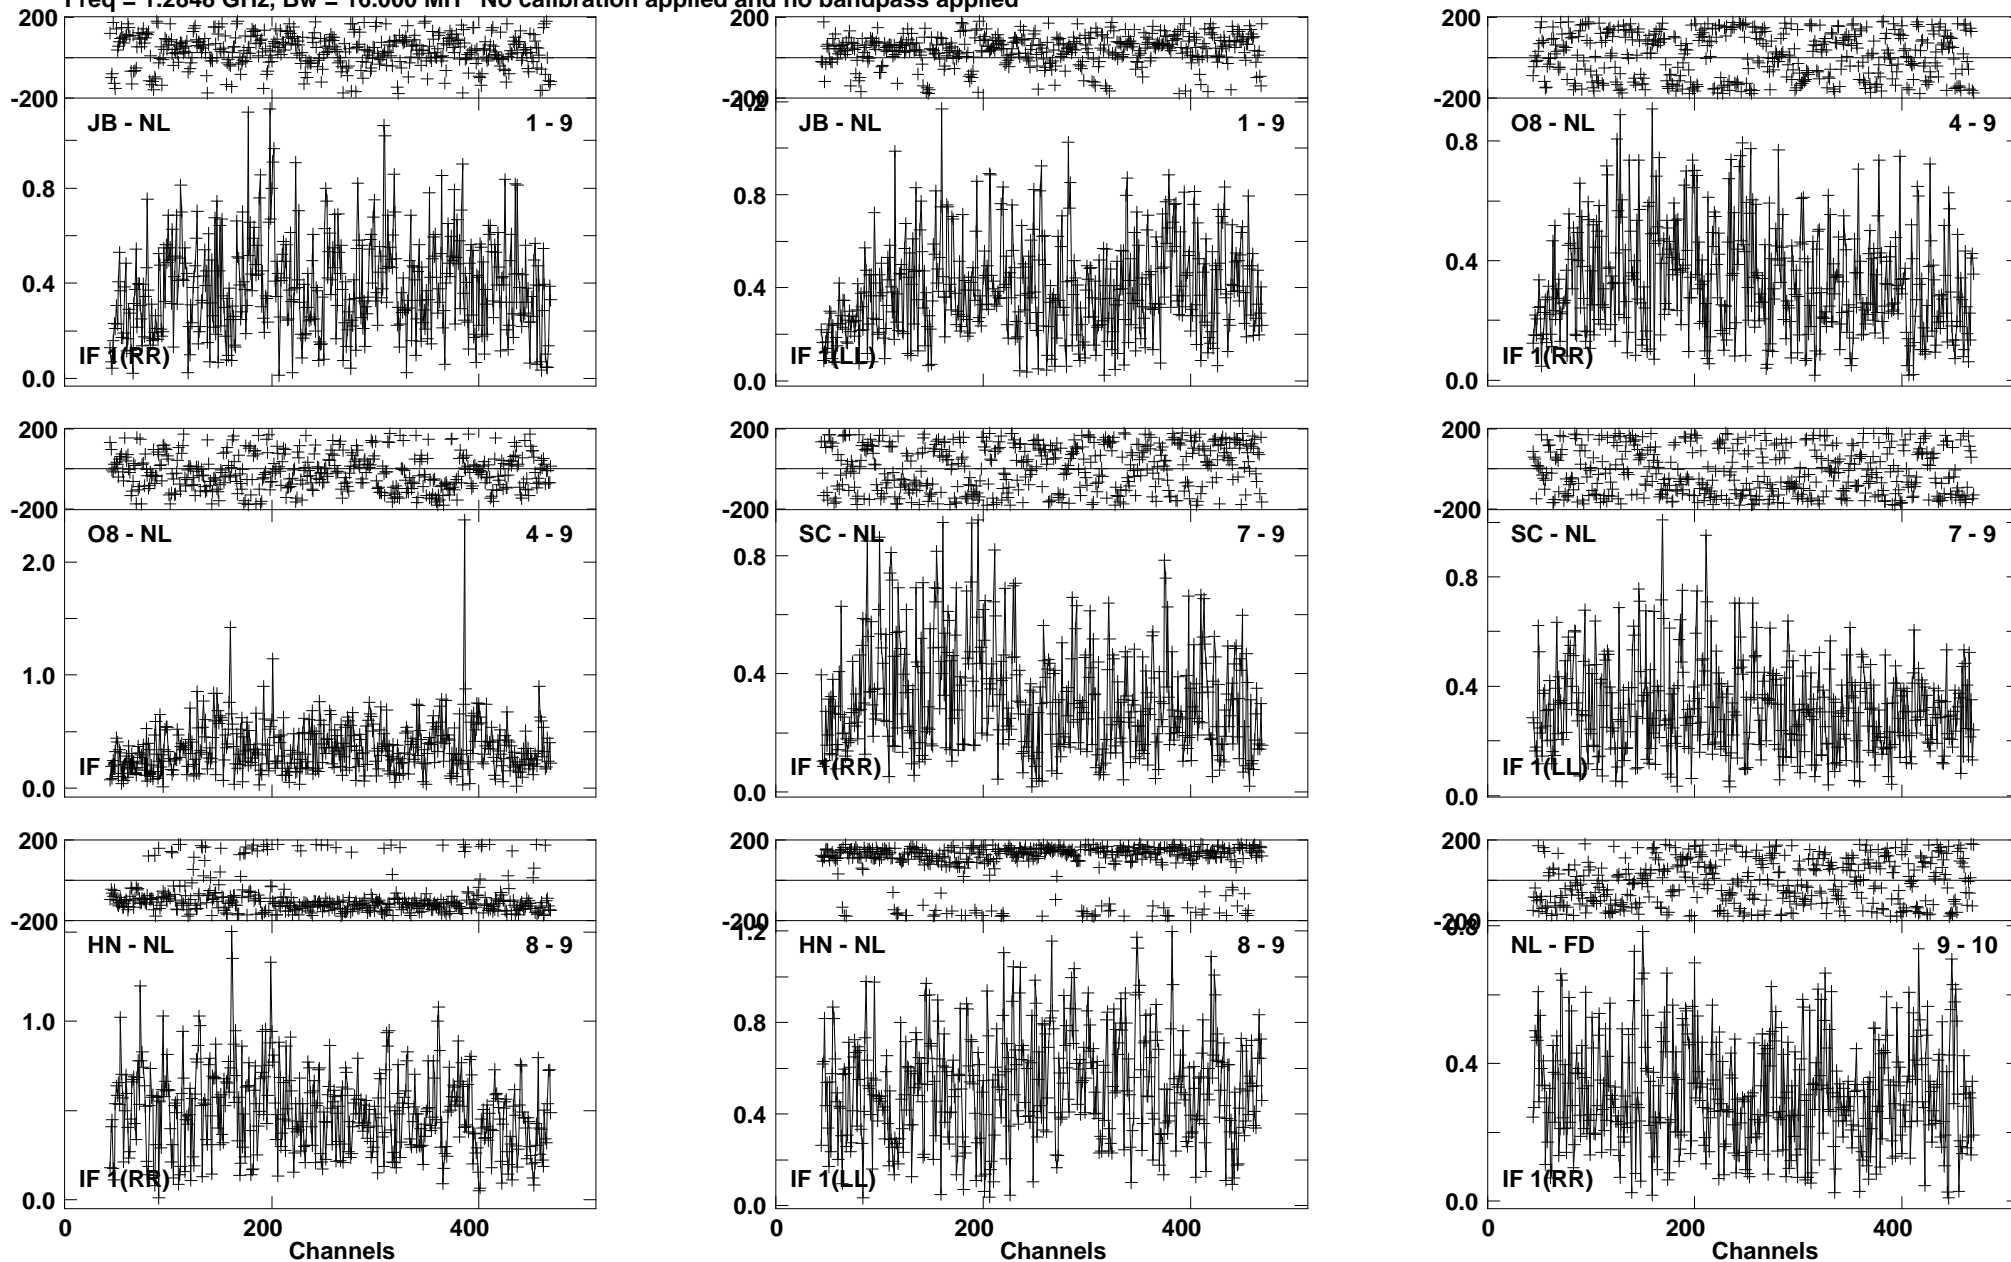 Freq = 1.2848 GHz, Bw = 16.000 MH No calibration applied and no bandpass applied
200 200 200
-200 -200 -200
JB - NL 1 - 9 1.2 JB - NL 1 - 9 O8 - NL 4 - 9
0.8 0.8 0.8
0.4 0.4 0.4
IF 1(RR) IF 1(LL) IF 1(RR)
0.0 0.0 0.0
200 200 200
-200 -200 -200
O8 - NL 4 - 9 SC - NL 7 - 9 SC - NL 7 - 9
2.0 0.8 0.8
1.0 0.4 0.4
IF 1(RR) IF 1(LL)
0.0 0.0 0.0
200 200 200
-200 -200 -200
HN - NL 8 - 9 1.2 HN - NL 8 - 9 0.8 NL - FD 9 - 10
1.0 0.8 0.4
0.4
IF 1(RR) IF 1(LL) IF 1(RR)
0.0 0.0 0.0
0 200 400 0 200 400 0 200 400
Channels Channels Channels